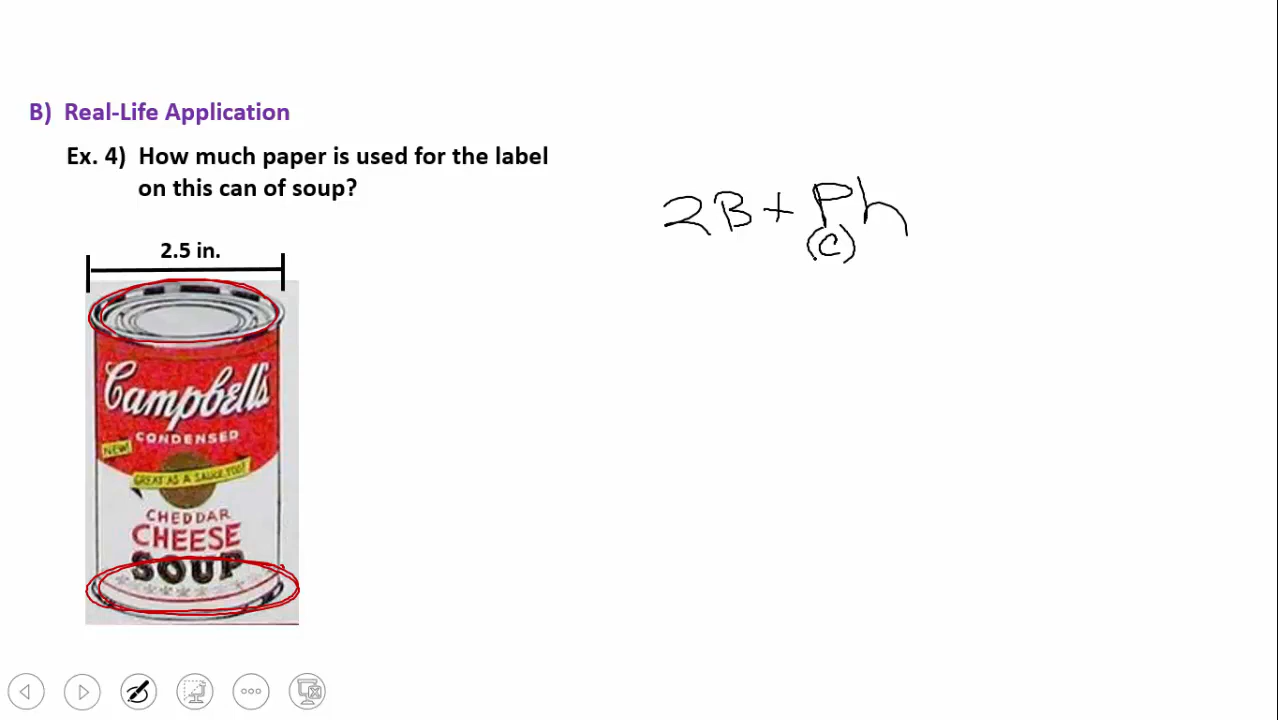 B) Real-Life Application
Ex. 4) How much paper is used for the label
on this can of soup?
2B + Ph
(C)
2.5 in.
Campbell's
CONDENSED
NEW!
GREAT AS A SAUCE, TOO!
CHEDDAR
CHEESE
SOUP